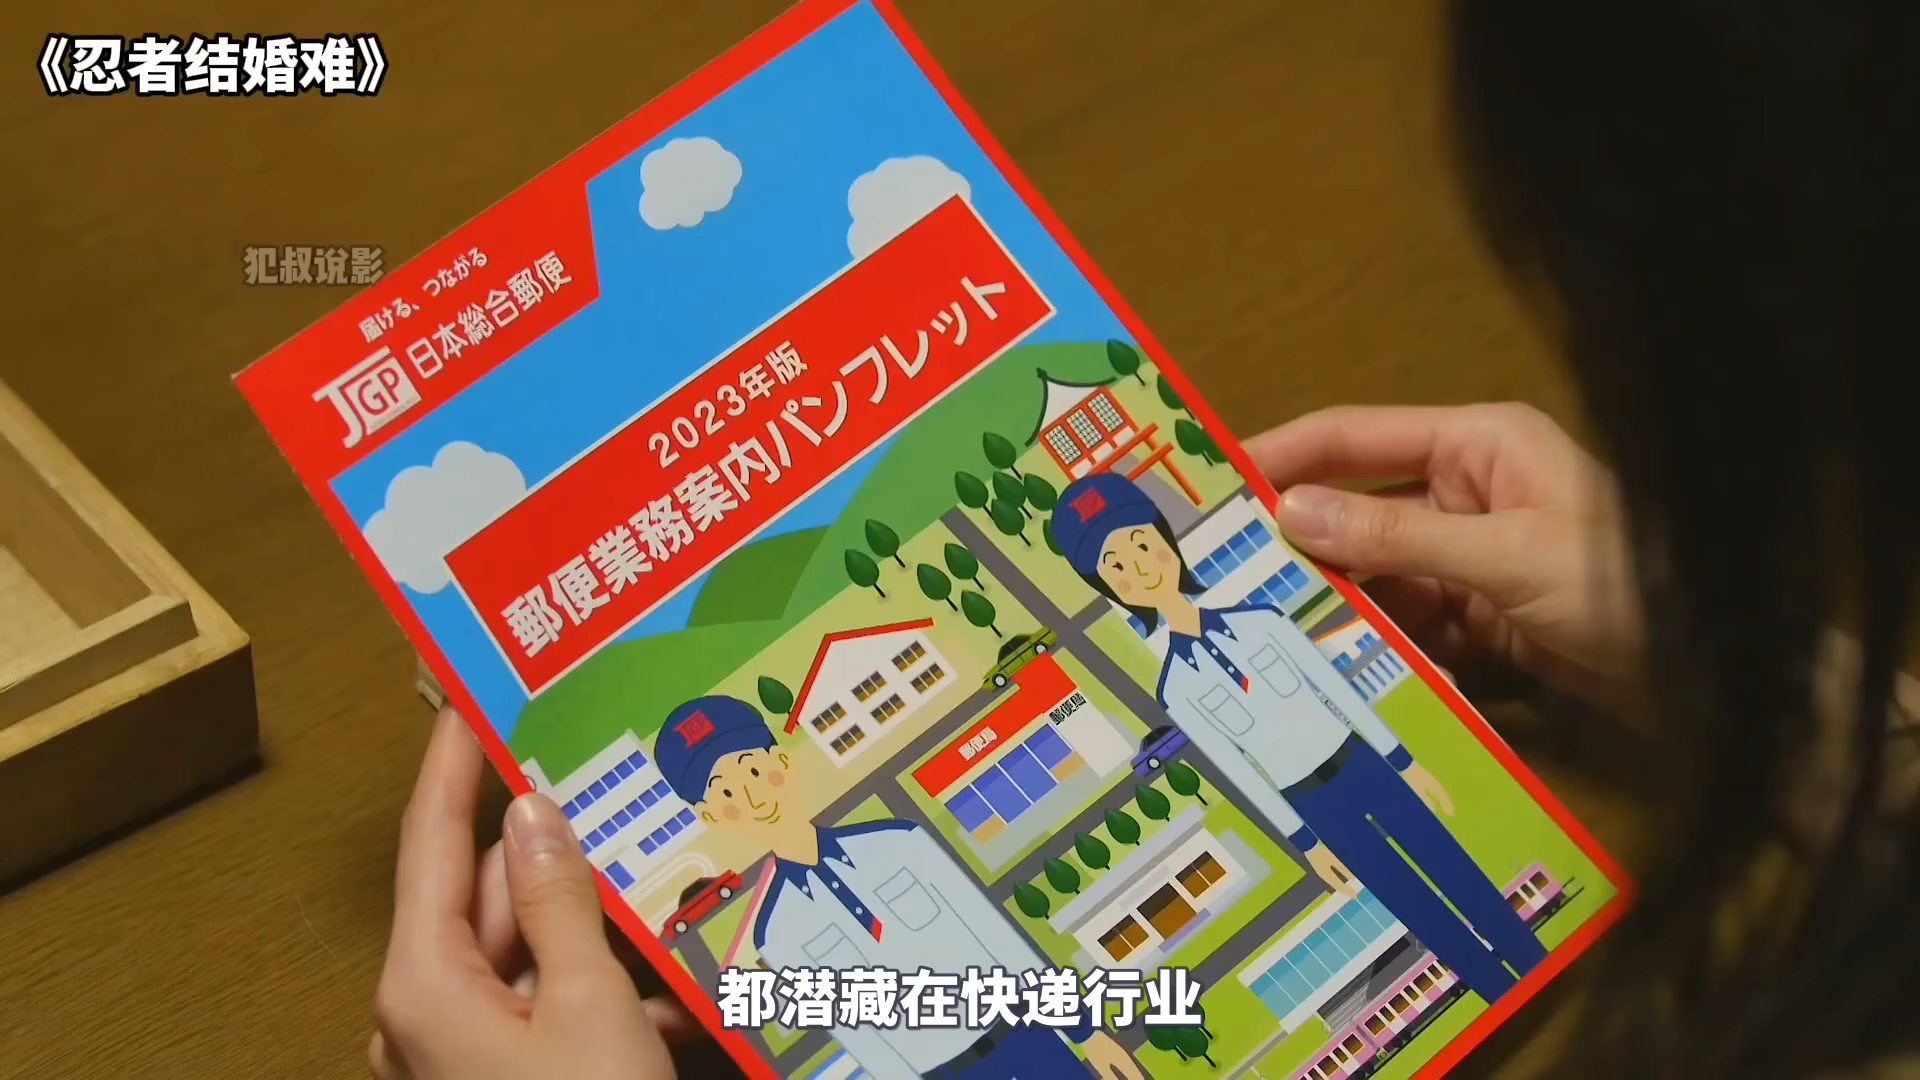 《忍者结婚难》
犯叔说影
届ける、つながる
JGP 日本総合郵便
2023年版
郵便業務案内パンフレット
JGP
郵便局
郵便局
JGP
都潜藏在快递行业